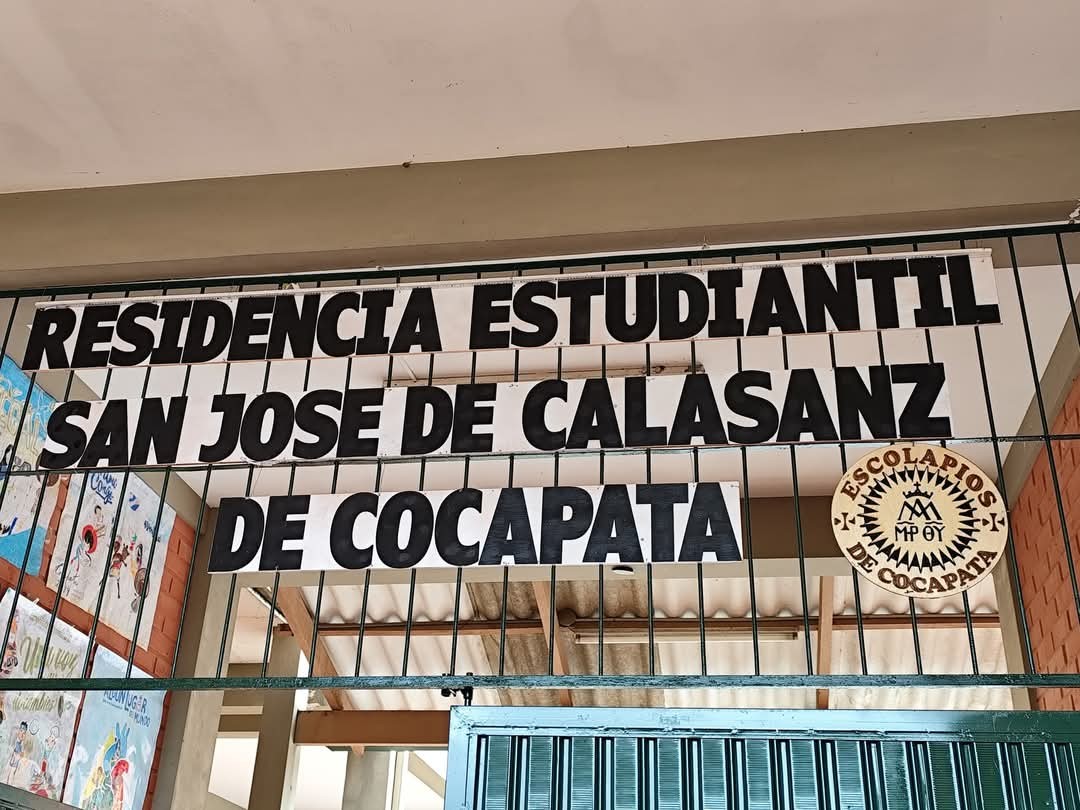 RESIDENCIA ESTUDIANTIL
SAN JOSE DE CALASANZ
DE COCAPATA
ESCOLAPIOS
MP ΘY
DE COCAPATA